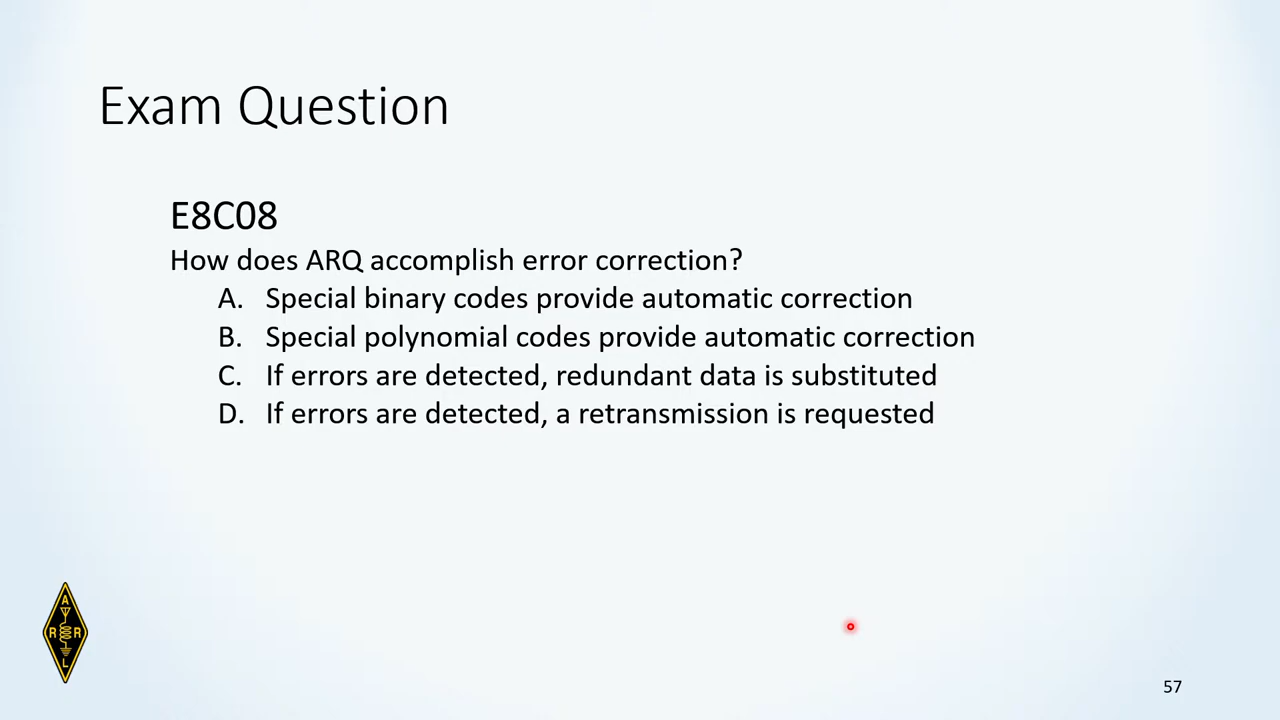 Exam Question
E8C08
How does ARQ accomplish error correction?
A. Special binary codes provide automatic correction
B. Special polynomial codes provide automatic correction
C. If errors are detected, redundant data is substituted
D. If errors are detected, a retransmission is requested
A
R R
L
57